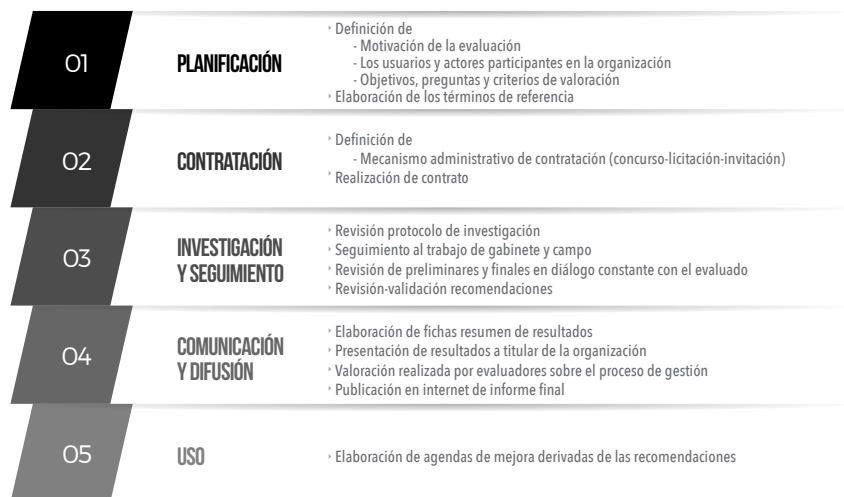 01
PLANIFICACIÓN
‣ Definición de
- Motivación de la evaluación
- Los usuarios y actores participantes en la organización
- Objetivos, preguntas y criterios de valoración
‣ Elaboración de los términos de referencia
02
CONTRATACIÓN
‣ Definición de
- Mecanismo administrativo de contratación (concurso-licitación-invitación)
‣ Realización de contrato
03
INVESTIGACIÓN
Y SEGUIMIENTO
‣ Revisión protocolo de investigación
‣ Seguimiento al trabajo de gabinete y campo
‣ Revisión de preliminares y finales en diálogo constante con el evaluado
‣ Revisión-validación recomendaciones
04
COMUNICACIÓN
Y DIFUSIÓN
‣ Elaboración de fichas resumen de resultados
‣ Presentación de resultados a titular de la organización
‣ Valoración realizada por evaluadores sobre el proceso de gestión
‣ Publicación en internet de informe final
05
USO
‣ Elaboración de agendas de mejora derivadas de las recomendaciones